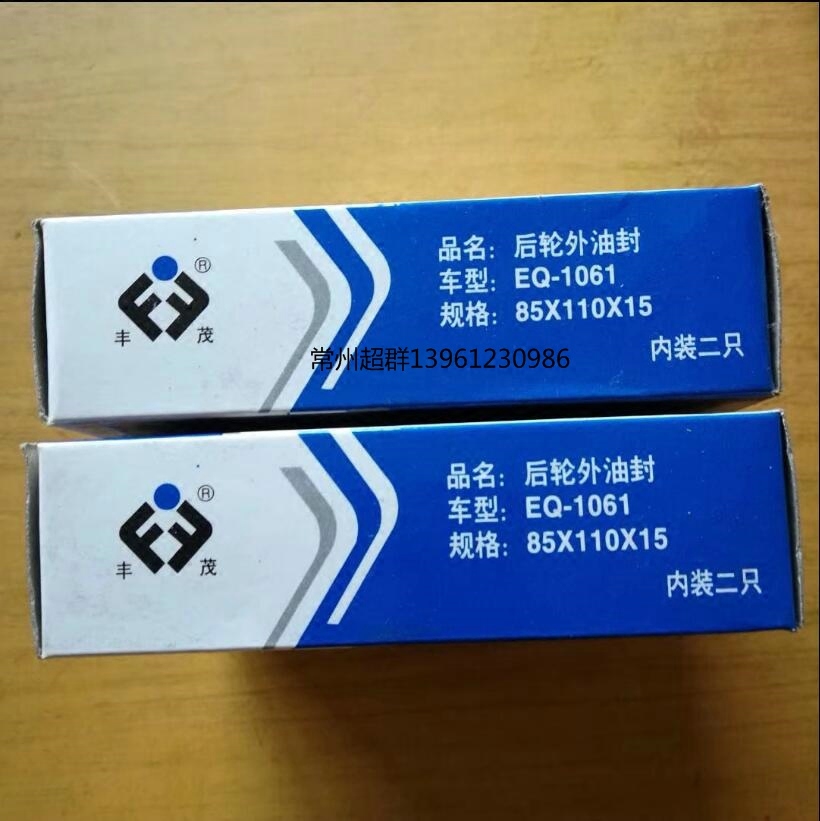 品名：后轮外油封
车型：EQ-1061
规格：85X110X15
内装二只
®
丰 茂
常州超群13961230986
品名：后轮外油封
车型：EQ-1061
规格：85X110X15
内装二只
®
丰 茂